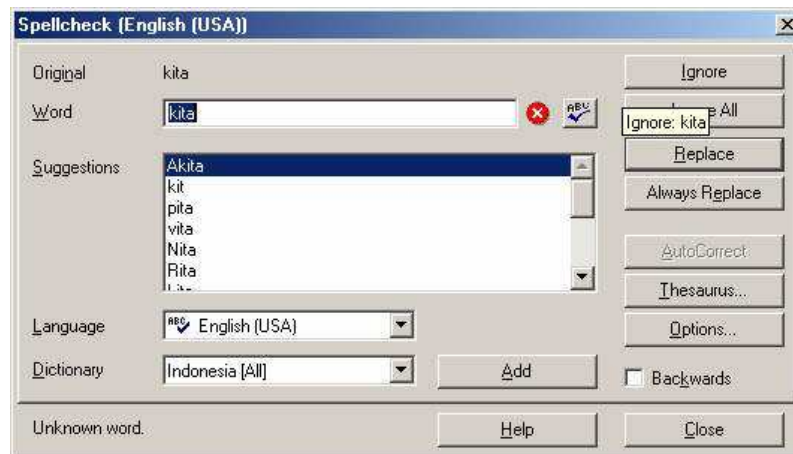 Spellcheck (English (USA))
Original kita Ignore
Word kita All
Ignore: kita
Suggestions Akita Replace
kit
pita Always Replace
vita
Nita AutoCorrect
Rita
Thesaurus...
Language English (USA) Options...
Dictionary Indonesia [All] Add Backwards
Unknown word. Help Close